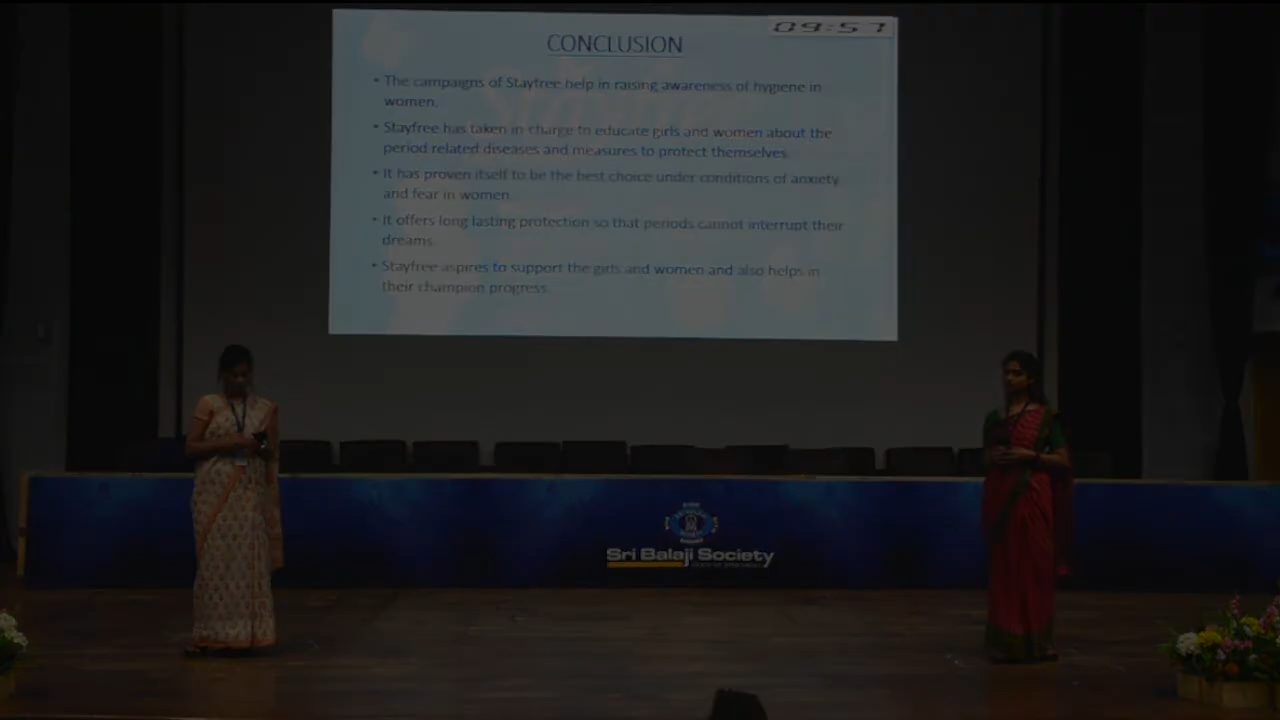 09:57
CONCLUSION
• The campaigns of Stayfree help in raising awareness of hygiene in
women.
• Stayfree has taken in-charge to educate girls and women about the
period related diseases and measures to protect themselves.
• It has proven itself to be the best choice under conditions of anxiety
and fear in women.
• It offers long lasting protection so that periods cannot interrupt their
dreams.
• Stayfree aspires to support the girls and women and also helps in
their champion progress.
Sri Balaji Society